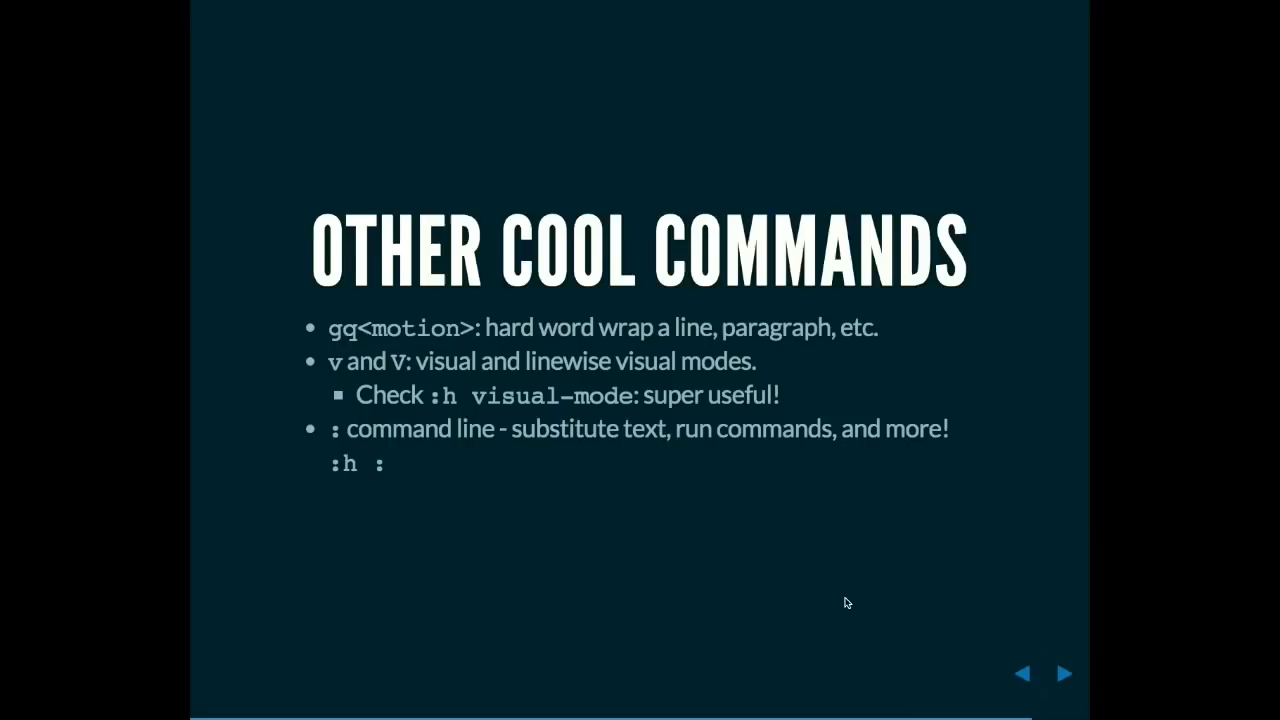 OTHER COOL COMMANDS
gq<motion>: hard word wrap a line, paragraph, etc.
v and V: visual and linewise visual modes.
Check :h visual-mode: super useful!
: command line - substitute text, run commands, and more!
:h :